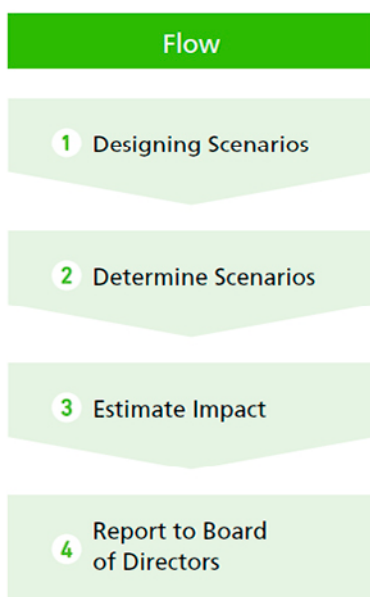 Flow
1 Designing Scenarios
2 Determine Scenarios
3 Estimate Impact
4 Report to Board
of Directors